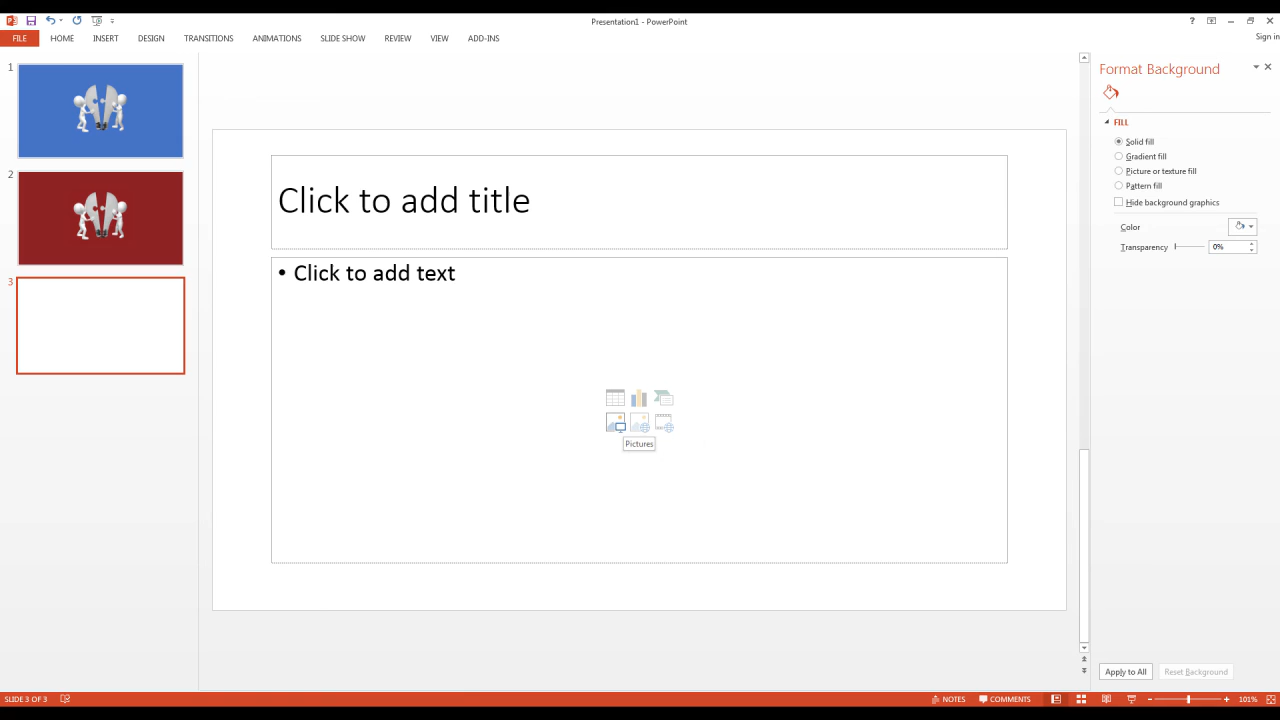 Presentation1 - PowerPoint
?
Sign in
FILE HOME INSERT DESIGN TRANSITIONS ANIMATIONS SLIDE SHOW REVIEW VIEW ADD-INS
1
2
3
Click to add title
• Click to add text
Pictures
Format Background
FILL
Solid fill
Gradient fill
Picture or texture fill
Pattern fill
Hide background graphics
Color
Transparency 0%
Apply to All Reset Background
SLIDE 3 OF 3 NOTES COMMENTS 101%